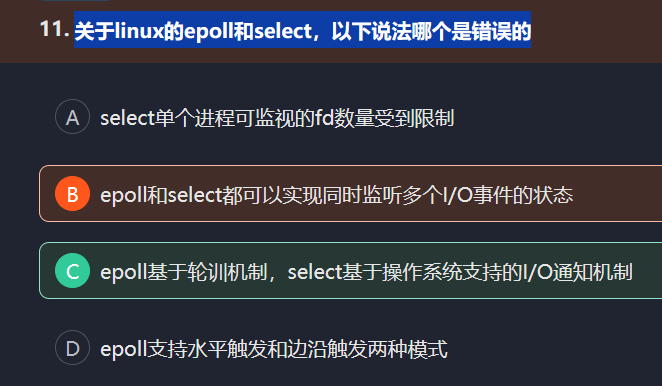 11. 关于linux的epoll和select，以下说法哪个是错误的
A select单个进程可监视的fd数量受到限制
B epoll和select都可以实现同时监听多个I/O事件的状态
C epoll基于轮训机制，select基于操作系统支持的I/O通知机制
D epoll支持水平触发和边沿触发两种模式